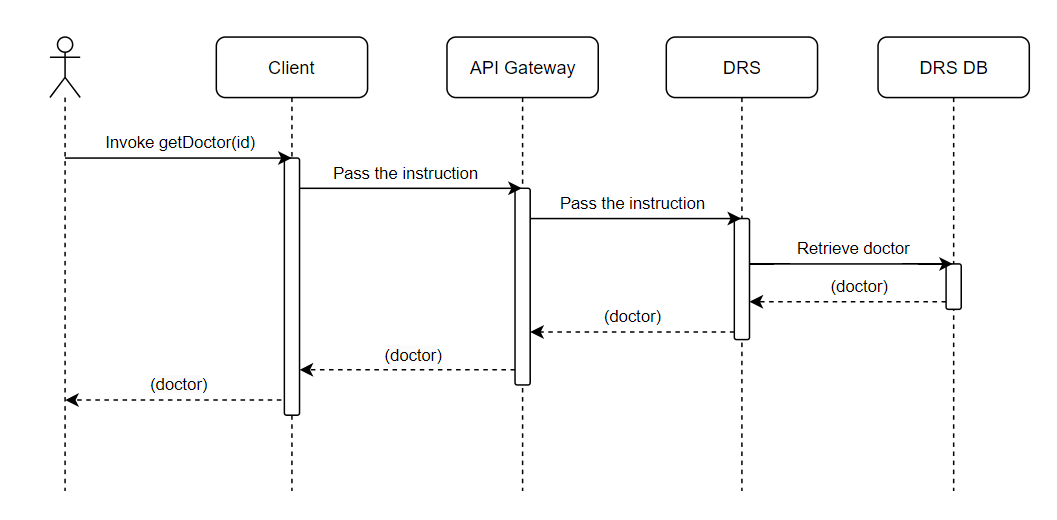 Client
API Gateway
DRS
DRS DB
Invoke getDoctor(id)
Pass the instruction
Pass the instruction
Retrieve doctor
(doctor)
(doctor)
(doctor)
(doctor)